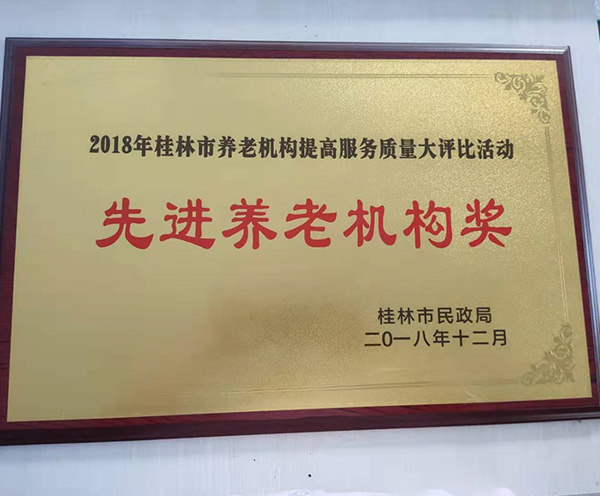 2018年桂林市养老机构提高服务质量大评比活动
先进养老机构奖
桂林市民政局
二O一八年十二月